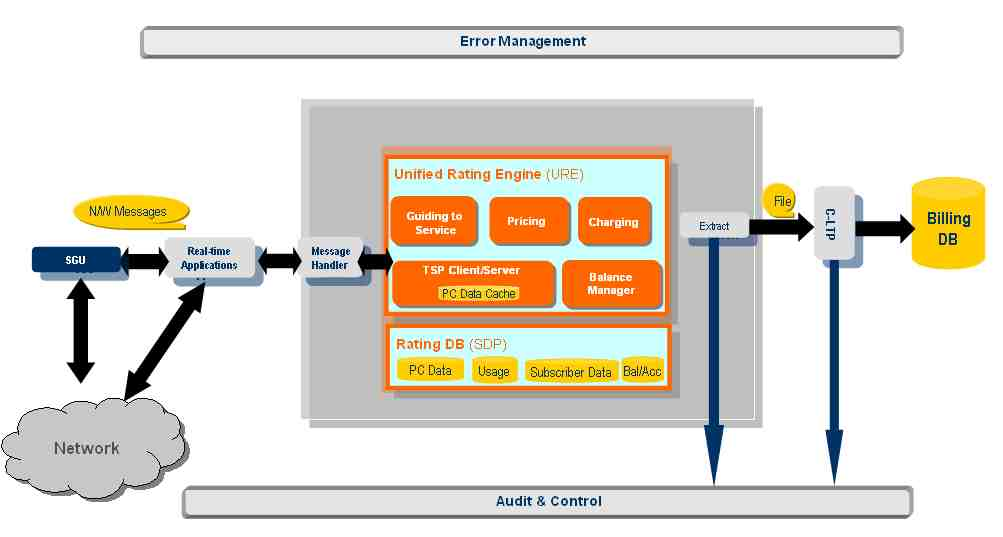 Error Management
N/W Messages
SGU
Real-time
Applications
Message
Handler
Unified Rating Engine (URE)
Guiding to
Service
Pricing
Charging
TSP Client/Server
PC Data Cache
Balance
Manager
Rating DB (SDP)
PC Data
Usage
Subscriber Data
Bal/Acc
Extract
File
C-LTP
Billing
DB
Network
Audit & Control